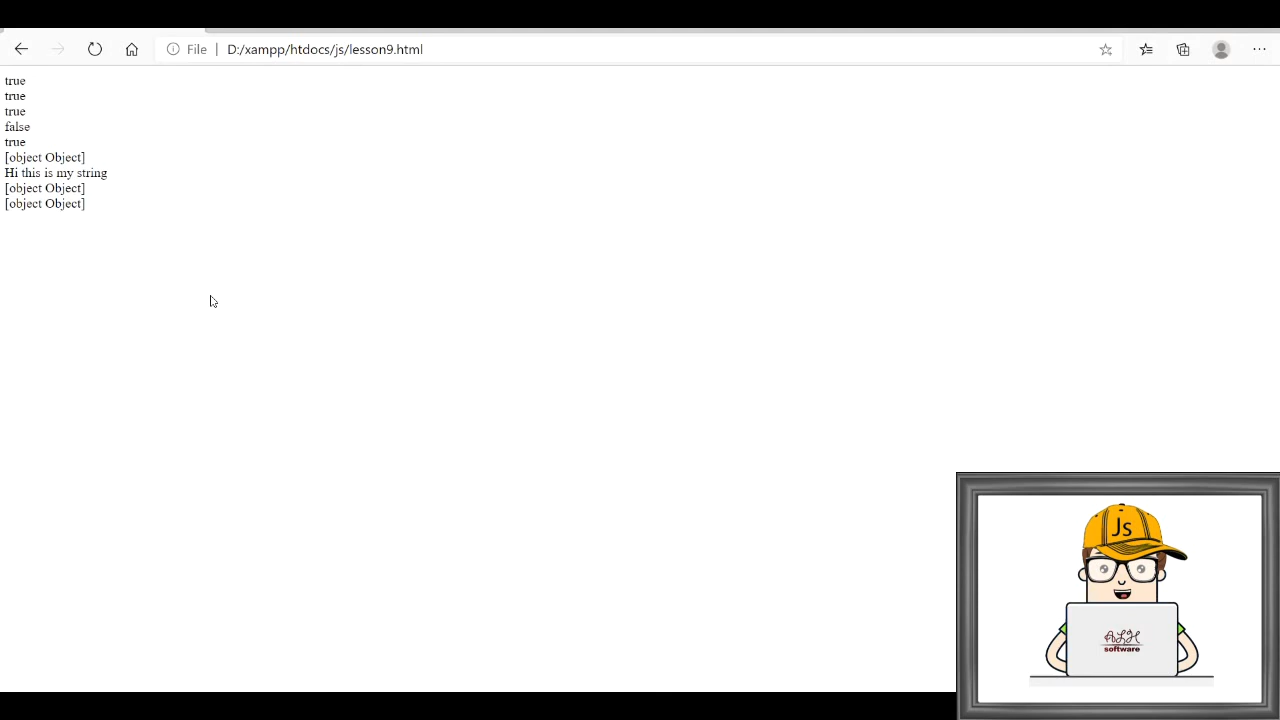 File | D:/xampp/htdocs/js/lesson9.html
true
true
true
false
true
[object Object]
Hi this is my string
[object Object]
[object Object]
Js
ALH
software